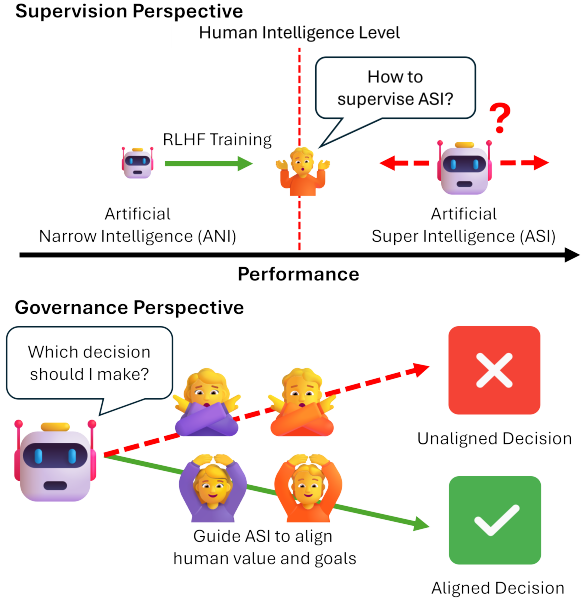 Supervision Perspective
Human Intelligence Level
How to
supervise ASI?
?
RLHF Training
Artificial
Narrow Intelligence (ANI)
Artificial
Super Intelligence (ASI)
Performance
Governance Perspective
Which decision
should I make?
Unaligned Decision
Guide ASI to align
human value and goals
Aligned Decision